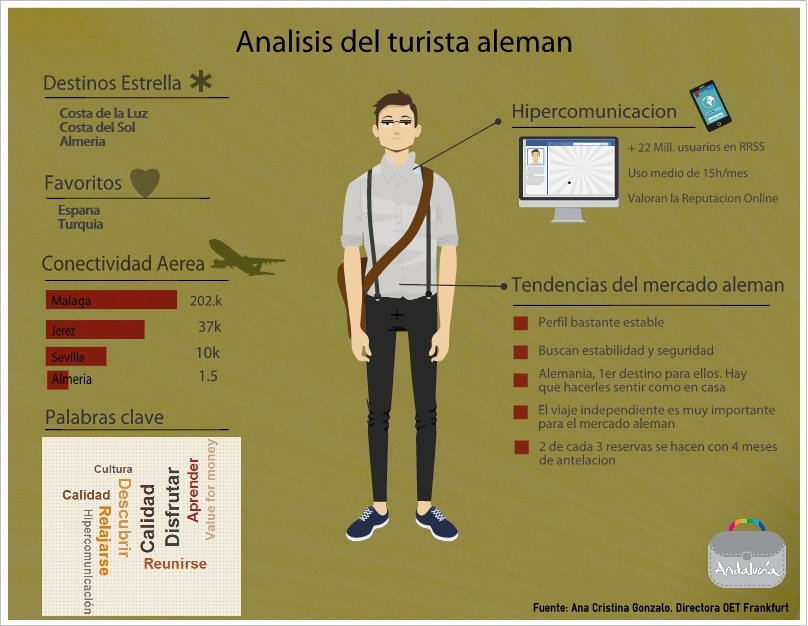 Analisis del turista aleman
Destinos Estrella
Costa de la Luz
Costa del Sol
Almeria
Favoritos
Espana
Turquia
Conectividad Aerea
Malaga 202.k
Jerez 37k
Sevilla 10k
Almeria 1.5
Palabras clave
Cultura
Calidad
Hipercomunicación
Relajarse
Descubrir
Calidad
Disfrutar
Aprender
Value for money
Reunirse
Hipercomunicacion
+ 22 Mill. usuarios en RRSS
Uso medio de 15h/mes
Valoran la Reputacion Online
Tendencias del mercado aleman
Perfil bastante estable
Buscan estabilidad y seguridad
Alemania, 1er destino para ellos. Hay
que hacerles sentir como en casa
El viaje independiente es muy importante
para el mercado aleman
2 de cada 3 reservas se hacen con 4 meses
de antelacion
Andalucía
Fuente: Ana Cristina Gonzalo. Directora OET Frankfurt